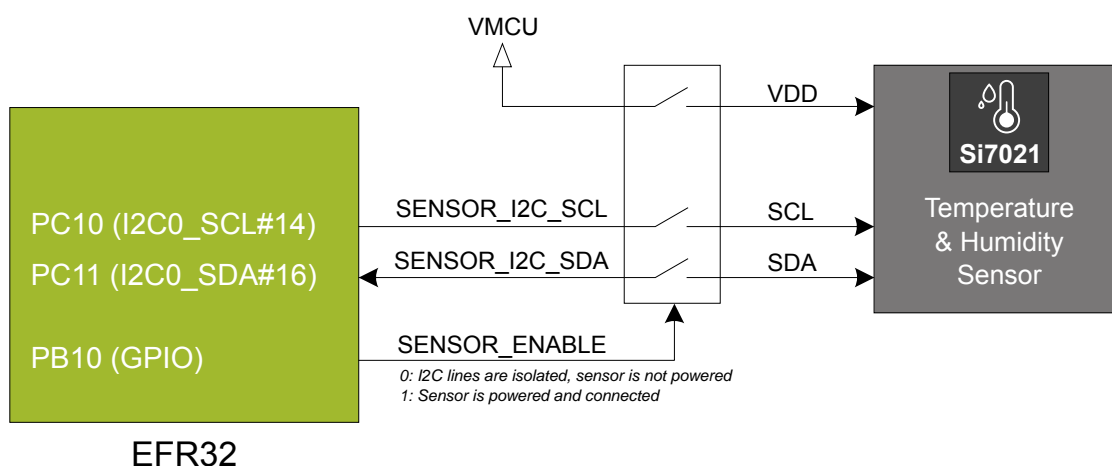 VMCU
VDD
Si7021
PC10 (I2C0_SCL#14)
SENSOR_I2C_SCL
SCL
Temperature
& Humidity
Sensor
PC11 (I2C0_SDA#16)
SENSOR_I2C_SDA
SDA
PB10 (GPIO)
SENSOR_ENABLE
0: I2C lines are isolated, sensor is not powered
1: Sensor is powered and connected
EFR32